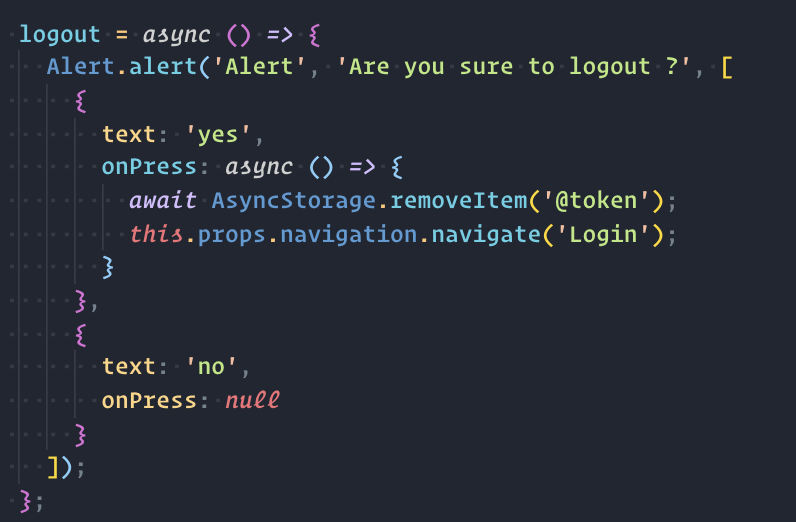 logout = async () => {
Alert.alert('Alert', 'Are you sure to logout ?', [
{
text: 'yes',
onPress: async () => {
await AsyncStorage.removeItem('@token');
this.props.navigation.navigate('Login');
}
},
{
text: 'no',
onPress: null
}
]);
};